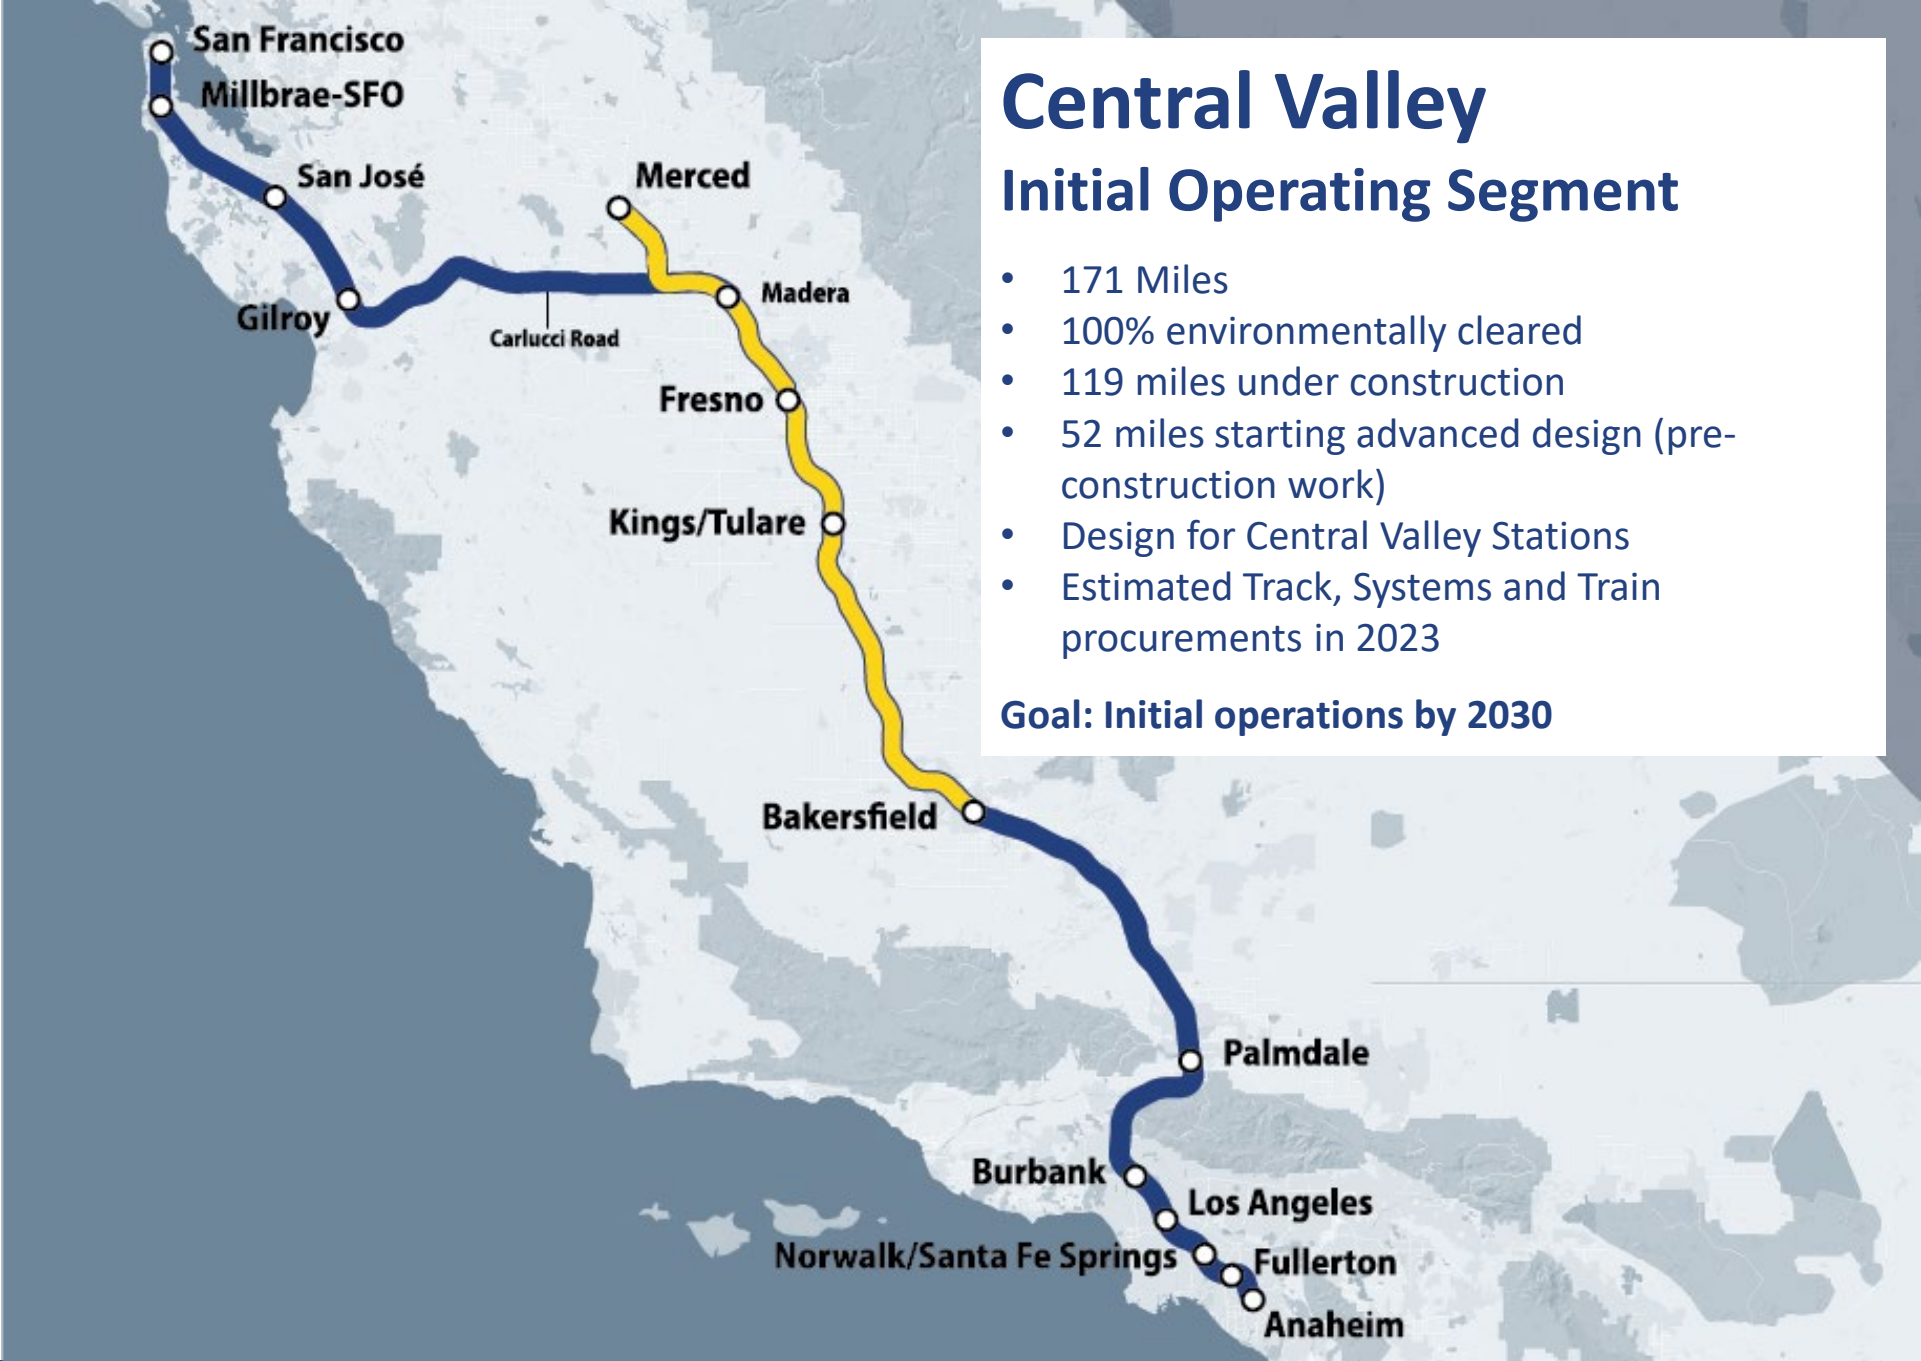 San Francisco
Millbrae-SFO
San José
Merced
Gilroy
Madera
Carlucci Road
Fresno
Kings/Tulare
Bakersfield
Palmdale
Burbank
Los Angeles
Norwalk/Santa Fe Springs
Fullerton
Anaheim
Central Valley
Initial Operating Segment
• 171 Miles
• 100% environmentally cleared
• 119 miles under construction
• 52 miles starting advanced design (pre-
construction work)
• Design for Central Valley Stations
• Estimated Track, Systems and Train
procurements in 2023
Goal: Initial operations by 2030